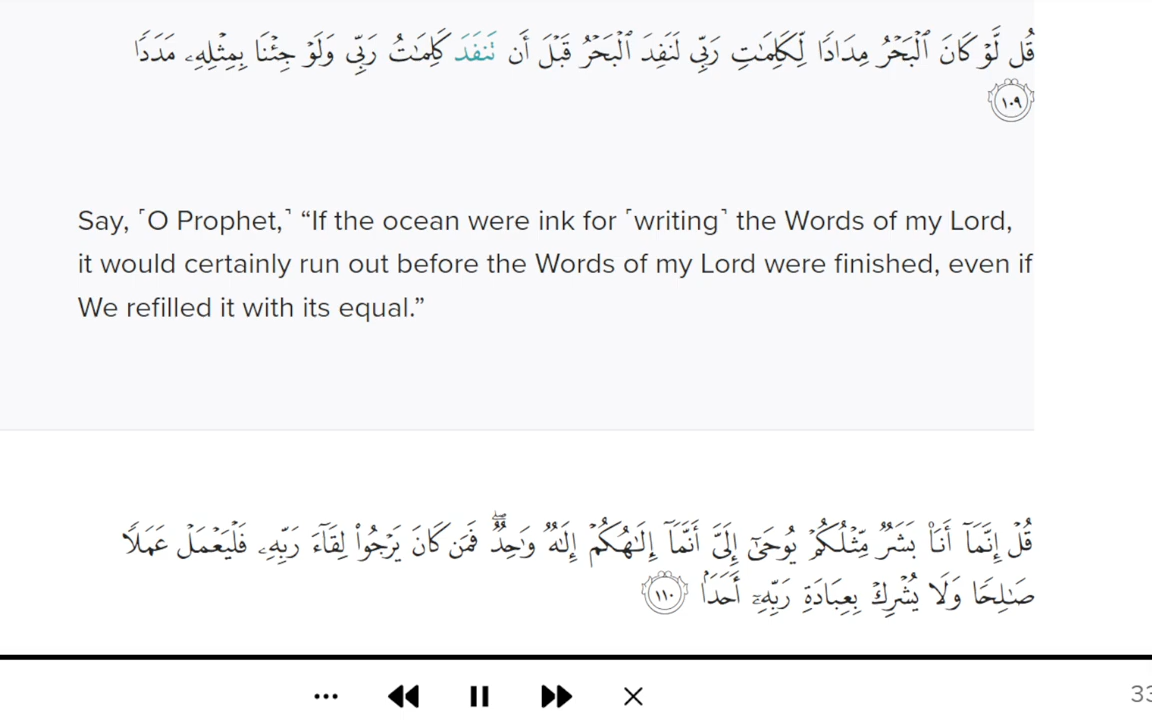 قُل لَّوْ كَانَ ٱلْبَحْرُ مِدَادًا لِّكَلِمَـٰتِ رَبِّى لَنَفِدَ ٱلْبَحْرُ قَبْلَ أَن تَنفَدَ كَلِمَـٰتُ رَبِّى وَلَوْ جِئْنَا بِمِثْلِهِۦ مَدَدًا
١٠٩
Say, ˹O Prophet,˺ “If the ocean were ink for ˹writing˺ the Words of my Lord,
it would certainly run out before the Words of my Lord were finished, even if
We refilled it with its equal.”
قُلْ إِنَّمَآ أَنَا۠ بَشَرٌ مِّثْلُكُمْ يُوحَىٰٓ إِلَىَّ أَنَّمَآ إِلَـٰهُكُمْ إِلَـٰهٌ وَٰحِدٌ ۖ فَمَن كَانَ يَرْجُوا۟ لِقَآءَ رَبِّهِۦ فَلْيَعْمَلْ عَمَلًا
صَـٰلِحًا وَلَا يُشْرِكْ بِعِبَادَةِ رَبِّهِۦٓ أَحَدًۢا ١١٠
33